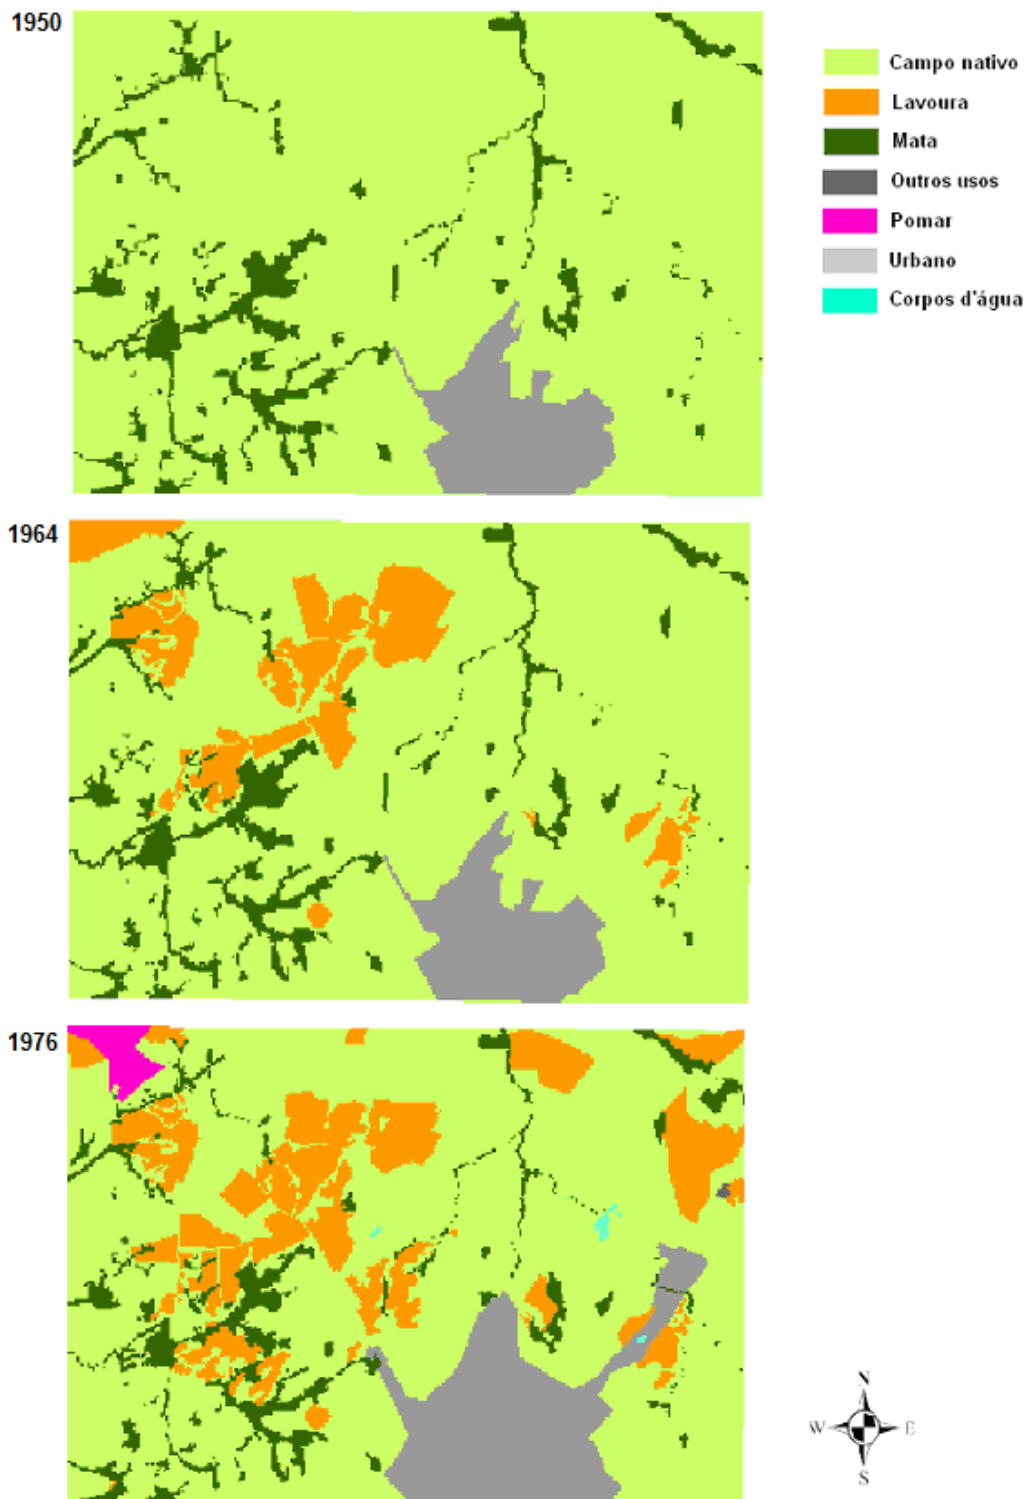 1950
Campo nativo
Lavoura
Mata
Outros usos
Pomar
Urbano
Corpos d'água
1964
1976
N
W E
S